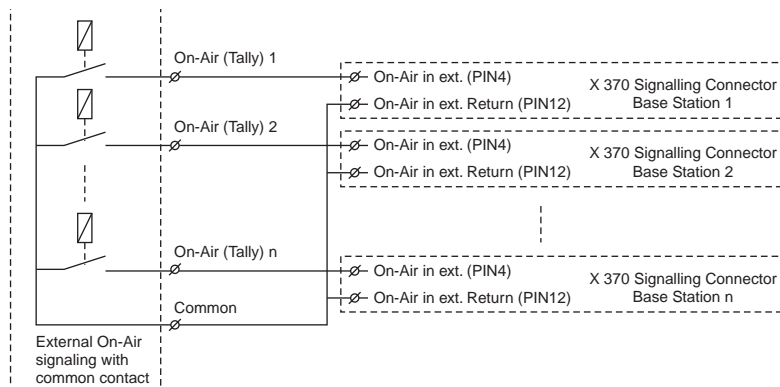 On-Air (Tally) 1
On-Air in ext. (PIN4)
On-Air in ext. Return (PIN12)
X 370 Signalling Connector
Base Station 1
On-Air (Tally) 2
On-Air in ext. (PIN4)
On-Air in ext. Return (PIN12)
X 370 Signalling Connector
Base Station 2
On-Air (Tally) n
On-Air in ext. (PIN4)
On-Air in ext. Return (PIN12)
X 370 Signalling Connector
Base Station n
Common
External On-Air
signaling with
common contact